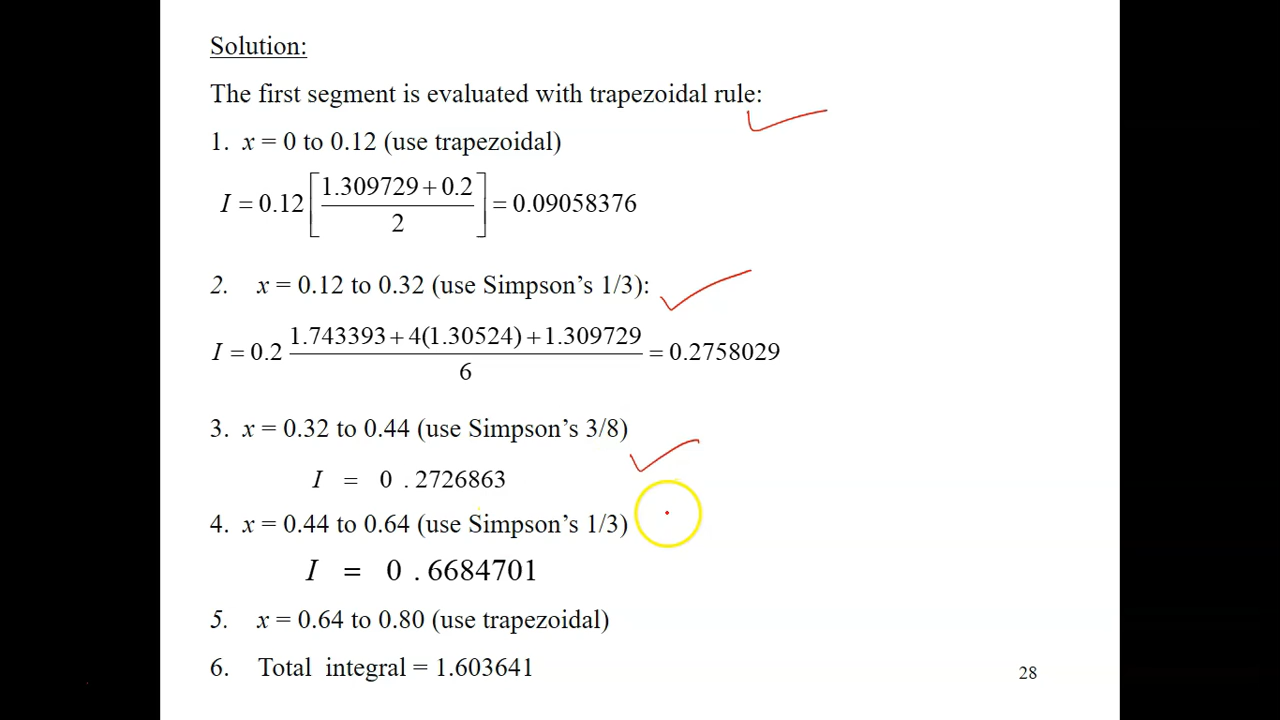 Solution:
The first segment is evaluated with trapezoidal rule:
1. x = 0 to 0.12 (use trapezoidal)
I = 0.12 [ (1.309729 + 0.2) / 2 ] = 0.09058376
2. x = 0.12 to 0.32 (use Simpson's 1/3):
I = 0.2 (1.743393 + 4(1.30524) + 1.309729) / 6 = 0.2758029
3. x = 0.32 to 0.44 (use Simpson's 3/8)
I = 0 . 2726863
4. x = 0.44 to 0.64 (use Simpson's 1/3)
I = 0 . 6684701
5. x = 0.64 to 0.80 (use trapezoidal)
6. Total integral = 1.603641
28